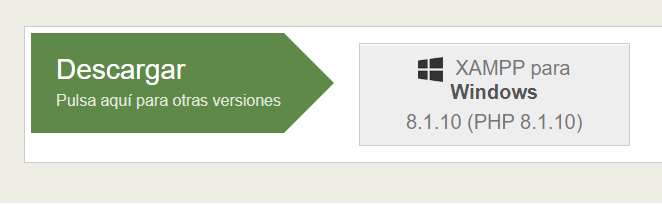 Descargar
Pulsa aquí para otras versiones
XAMPP para
Windows
8.1.10 (PHP 8.1.10)